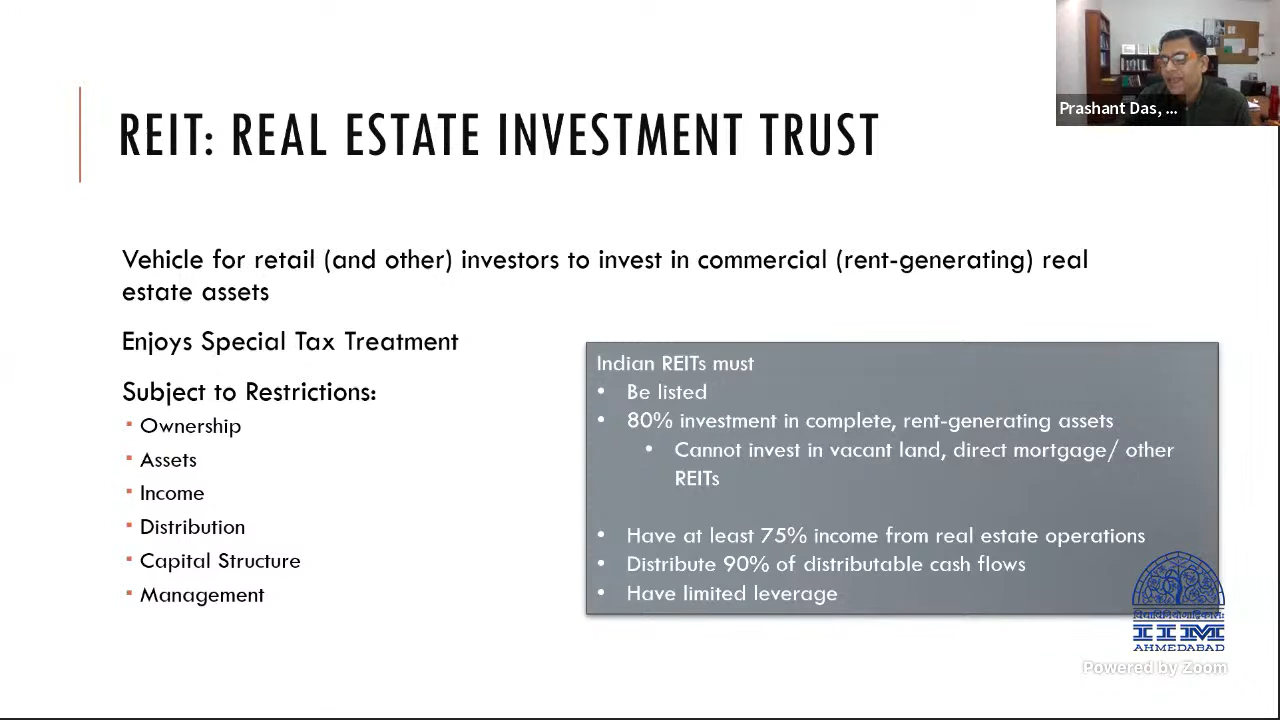 Prashant Das, ...
REIT: REAL ESTATE INVESTMENT TRUST
Vehicle for retail (and other) investors to invest in commercial (rent-generating) real
estate assets
Enjoys Special Tax Treatment
Subject to Restrictions:
▪ Ownership
▪ Assets
▪ Income
▪ Distribution
▪ Capital Structure
▪ Management
Indian REITs must
• Be listed
• 80% investment in complete, rent-generating assets
• Cannot invest in vacant land, direct mortgage/ other
REITs
• Have at least 75% income from real estate operations
• Distribute 90% of distributable cash flows
• Have limited leverage
विद्याविनियोगाद्विकासः
IIM
AHMEDABAD
Powered by Zoom